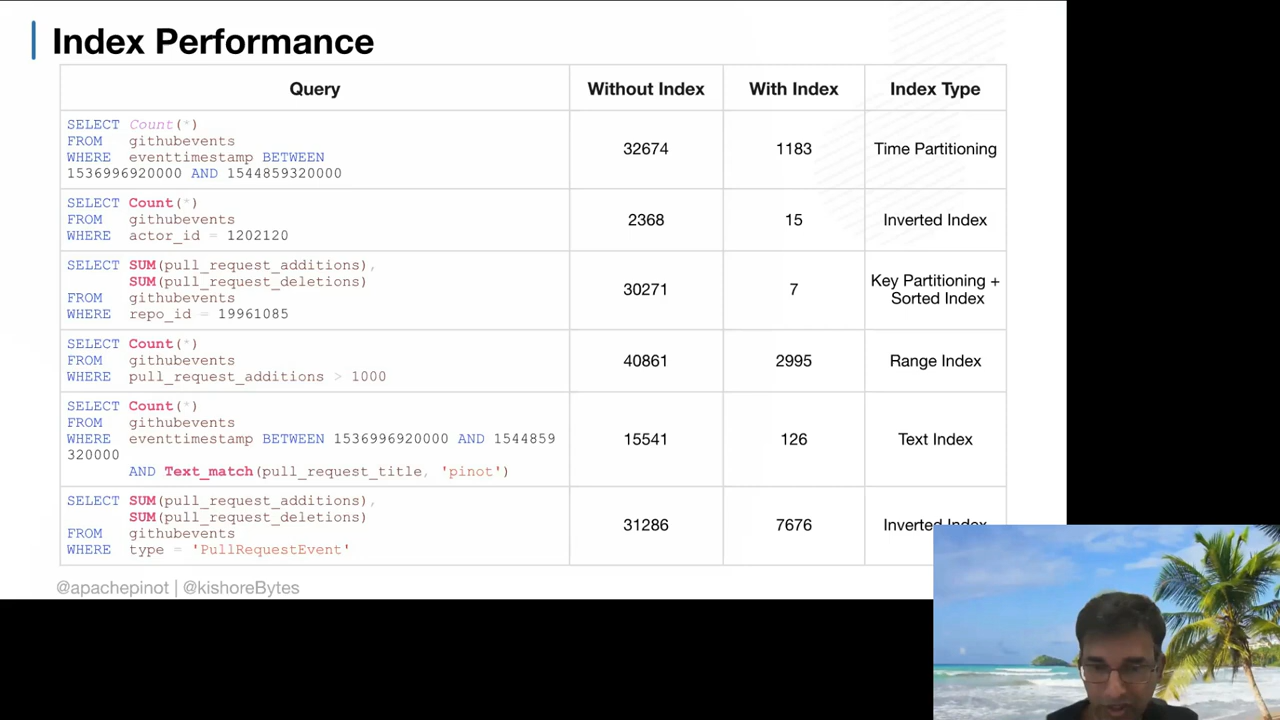 Index Performance
Query Without Index With Index Index Type
SELECT Count(*)
FROM githubevents
WHERE eventtimestamp BETWEEN
1536996920000 AND 1544859320000
32674 1183 Time Partitioning
SELECT Count(*)
FROM githubevents
WHERE actor_id = 1202120
2368 15 Inverted Index
SELECT SUM(pull_request_additions),
SUM(pull_request_deletions)
FROM githubevents
WHERE repo_id = 19961085
30271 7 Key Partitioning +
Sorted Index
SELECT Count(*)
FROM githubevents
WHERE pull_request_additions > 1000
40861 2995 Range Index
SELECT Count(*)
FROM githubevents
WHERE eventtimestamp BETWEEN 1536996920000 AND 1544859
320000
AND Text_match(pull_request_title, 'pinot')
15541 126 Text Index
SELECT SUM(pull_request_additions),
SUM(pull_request_deletions)
FROM githubevents
WHERE type = 'PullRequestEvent'
31286 7676 Inverted Index
@apachepinot | @kishoreBytes